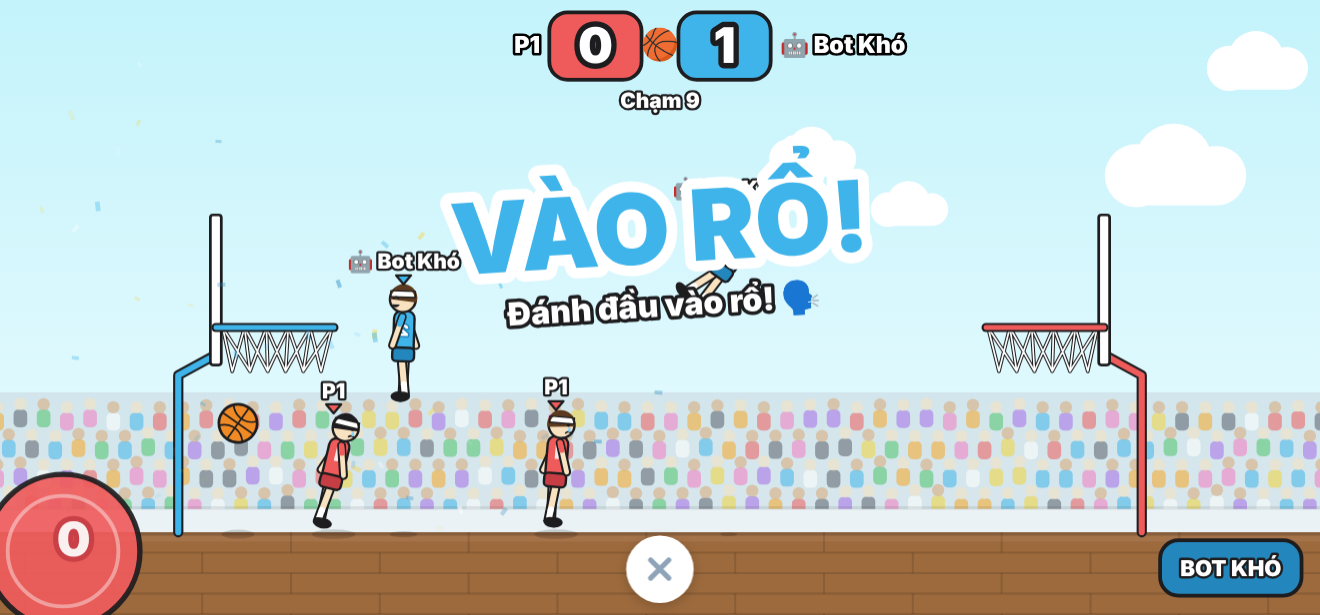 P1 0 1 Bot Khó
Chạm 9
VÀO RỔ!
Bot Khó
Đánh đầu vào rổ!
P1
P1
0
BOT KHÓ